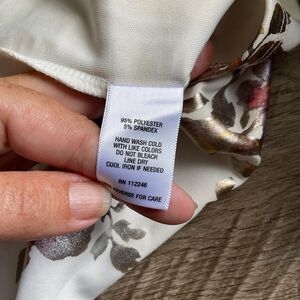 95% POLYESTER
5% SPANDEX
HAND WASH COLD
WITH LIKE COLORS
DO NOT BLEACH
LINE DRY
COOL IRON IF NEEDED
RN 112246
REVERSE FOR CARE